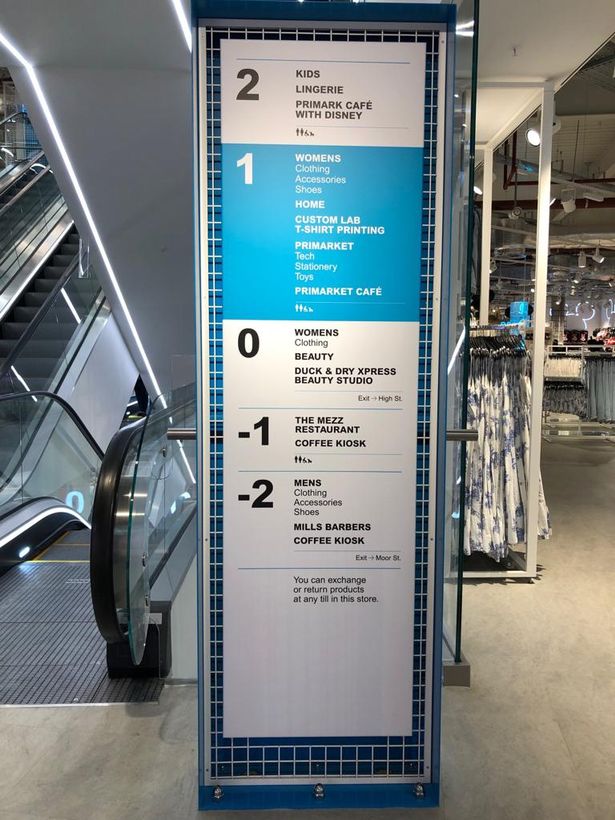 2
KIDS
LINGERIE
PRIMARK CAFÉ
WITH DISNEY
1
WOMENS
Clothing
Accessories
Shoes
HOME
CUSTOM LAB
T-SHIRT PRINTING
PRIMARKET
Tech
Stationery
Toys
PRIMARKET CAFÉ
0
WOMENS
Clothing
BEAUTY
DUCK & DRY XPRESS
BEAUTY STUDIO
Exit → High St.
-1
THE MEZZ
RESTAURANT
COFFEE KIOSK
-2
MENS
Clothing
Accessories
Shoes
MILLS BARBERS
COFFEE KIOSK
Exit → Moor St.
You can exchange
or return products
at any till in this store.
0